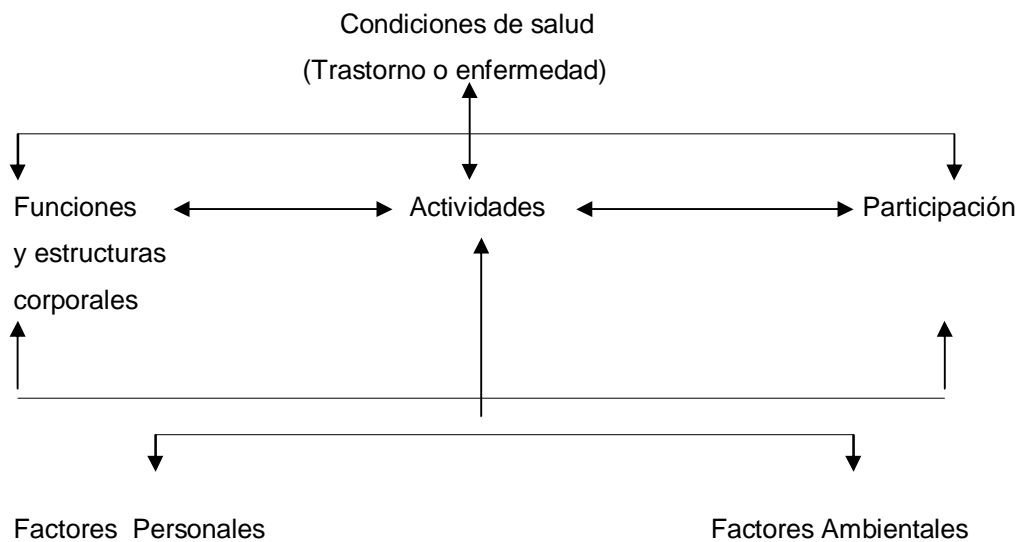 Condiciones de salud
(Trastorno o enfermedad)
Funciones
y estructuras
corporales
Actividades
Participación
Factores Personales
Factores Ambientales